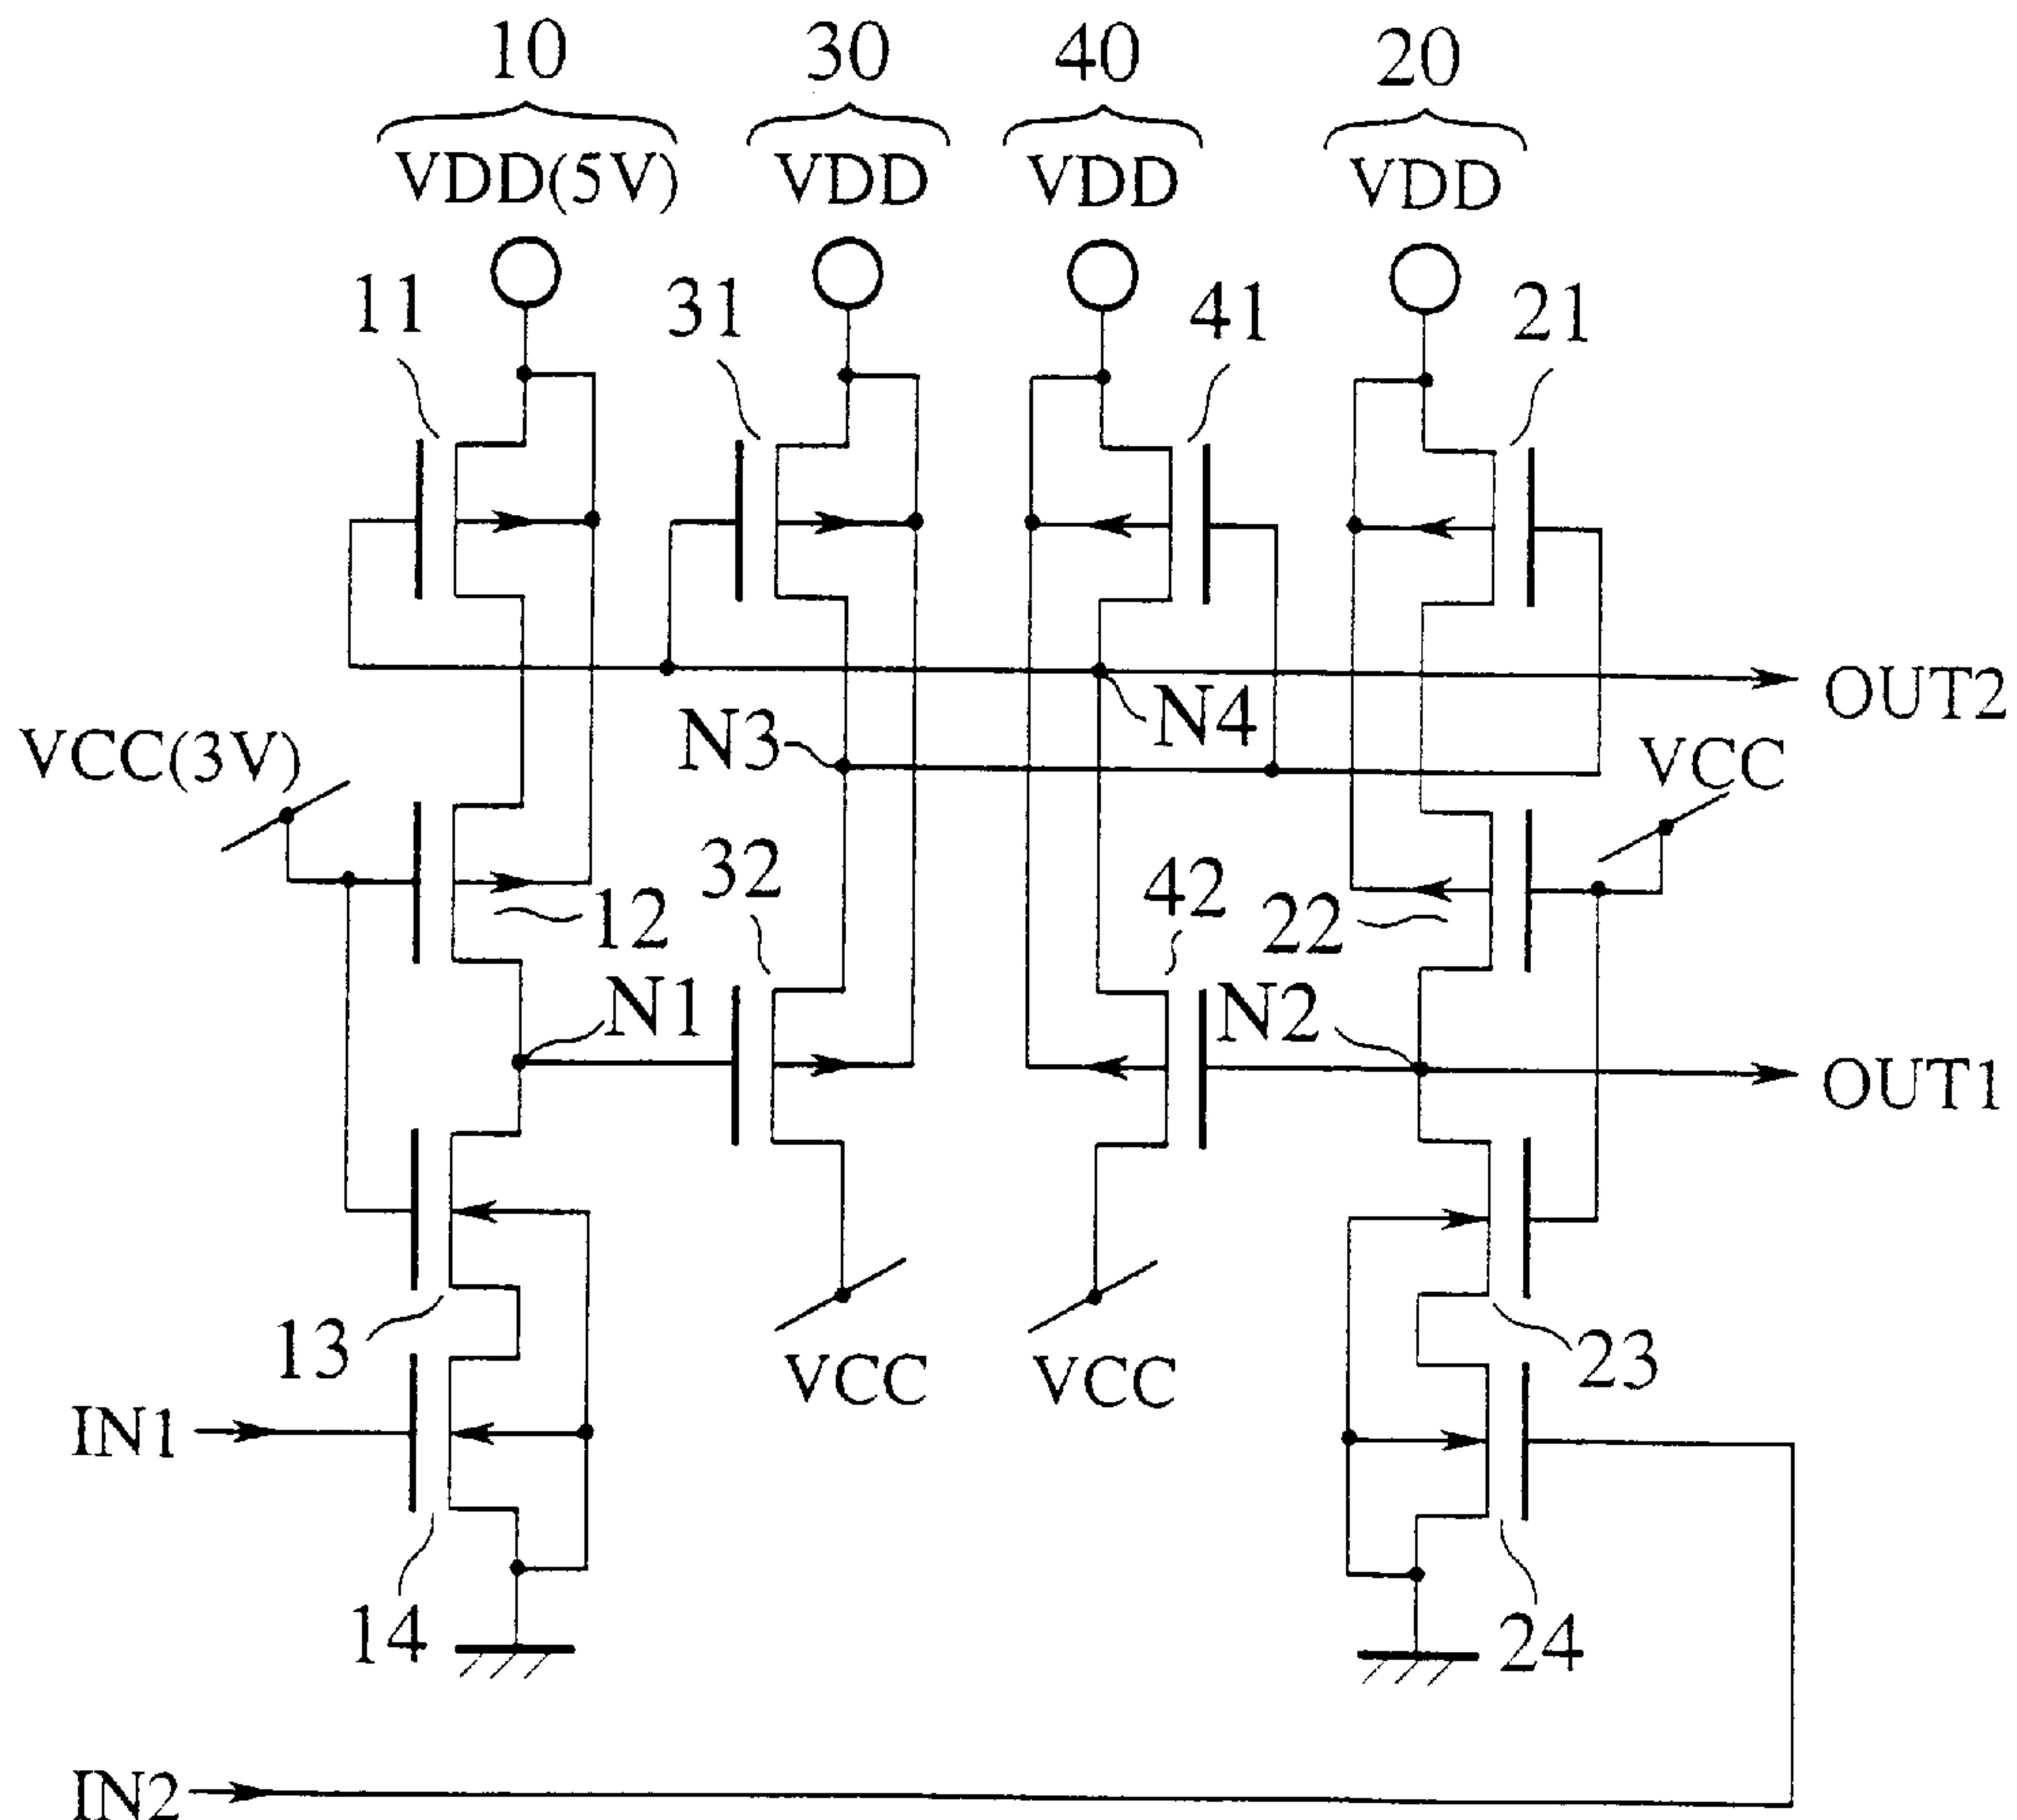 10 30 40 20
VDD(5V) VDD VDD VDD
11 31 41 21
OUT2
N3 N4
VCC(3V) VCC
32 42
12 22
N1 N2
OUT1
13 23
VCC VCC
IN1
14 24
IN2